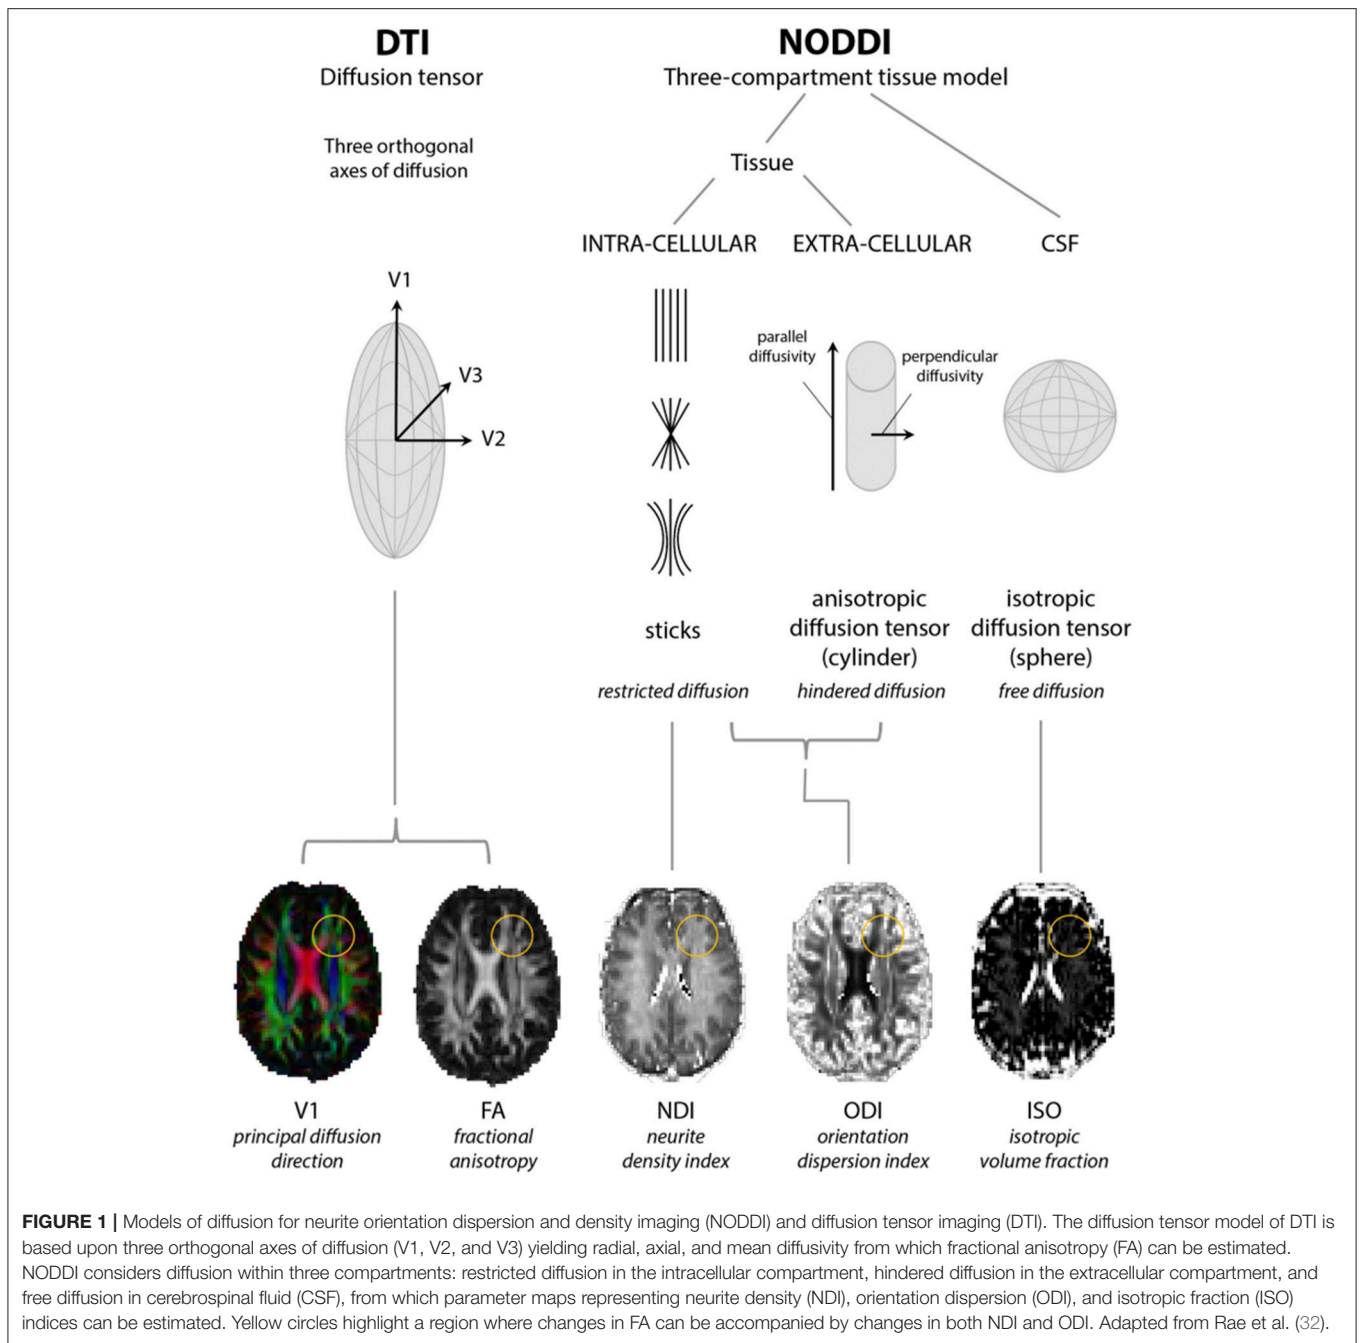 DTI
Diffusion tensor
Three orthogonal
axes of diffusion
V1
V3
V2
NODDI
Three-compartment tissue model
Tissue
INTRA-CELLULAR
EXTRA-CELLULAR
CSF
parallel
diffusivity
perpendicular
diffusivity
sticks
restricted diffusion
anisotropic
diffusion tensor
(cylinder)
hindered diffusion
isotropic
diffusion tensor
(sphere)
free diffusion
V1
principal diffusion
direction
FA
fractional
anisotropy
NDI
neurite
density index
ODI
orientation
dispersion index
ISO
isotropic
volume fraction
FIGURE 1 | Models of diffusion for neurite orientation dispersion and density imaging (NODDI) and diffusion tensor imaging (DTI). The diffusion tensor model of DTI is
based upon three orthogonal axes of diffusion (V1, V2, and V3) yielding radial, axial, and mean diffusivity from which fractional anisotropy (FA) can be estimated.
NODDI considers diffusion within three compartments: restricted diffusion in the intracellular compartment, hindered diffusion in the extracellular compartment, and
free diffusion in cerebrospinal fluid (CSF), from which parameter maps representing neurite density (NDI), orientation dispersion (ODI), and isotropic fraction (ISO)
indices can be estimated. Yellow circles highlight a region where changes in FA can be accompanied by changes in both NDI and ODI. Adapted from Rae et al. (32).